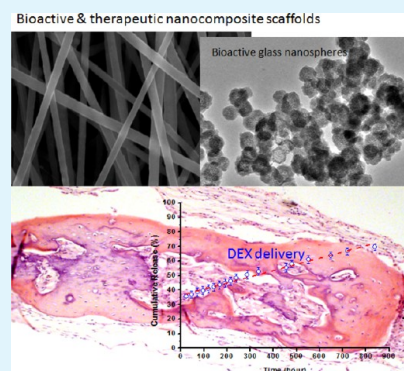 Bioactive & therapeutic nanocomposite scaffolds
Bioactive glass nanospheres
100
90
80
70
60
50
40
30
20
10
0
Cumulative Release (%)
DEX delivery
0 100 200 300 400 500 600 700 800 900
Time (hour)